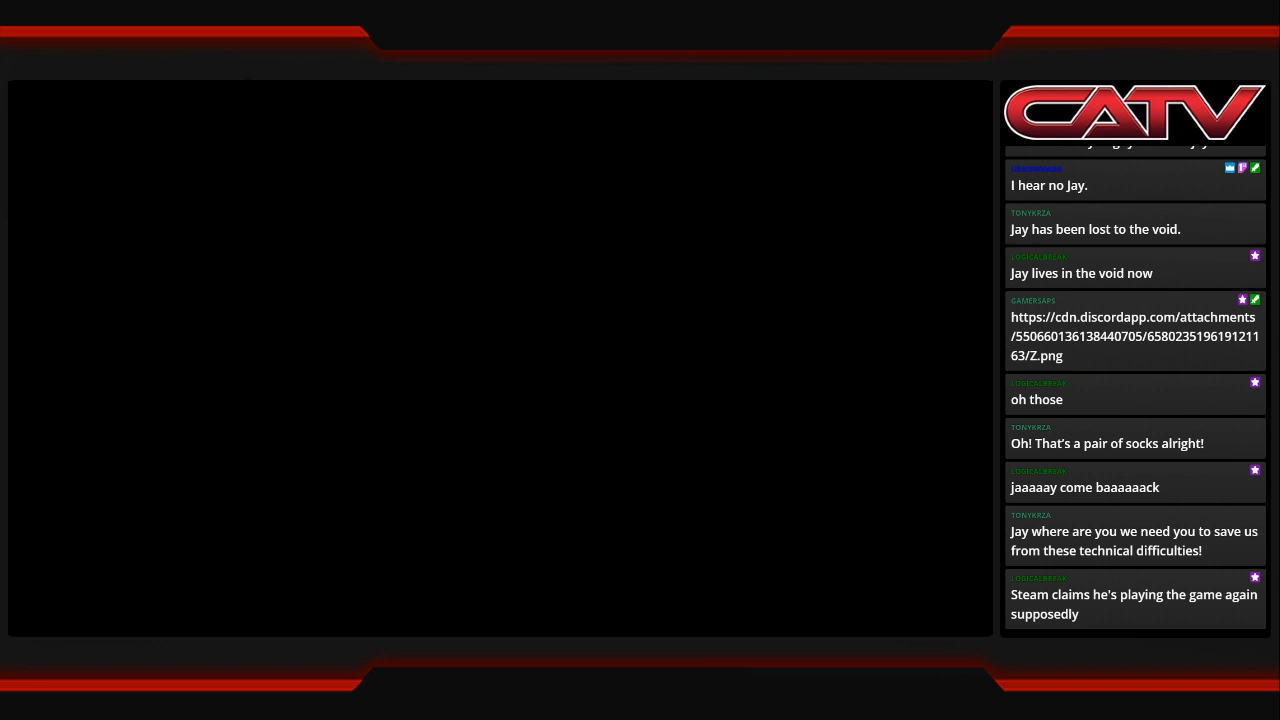 CATV
I hear no Jay.
TONYKRZA
Jay has been lost to the void.
LOGICALBREAK
Jay lives in the void now
GAMERSAPS
https://cdn.discordapp.com/attachments
/550660136138440705/6580235196191211
63/Z.png
LOGICALBREAK
oh those
TONYKRZA
Oh! That's a pair of socks alright!
LOGICALBREAK
jaaaaay come baaaaaack
TONYKRZA
Jay where are you we need you to save us
from these technical difficulties!
LOGICALBREAK
Steam claims he's playing the game again
supposedly